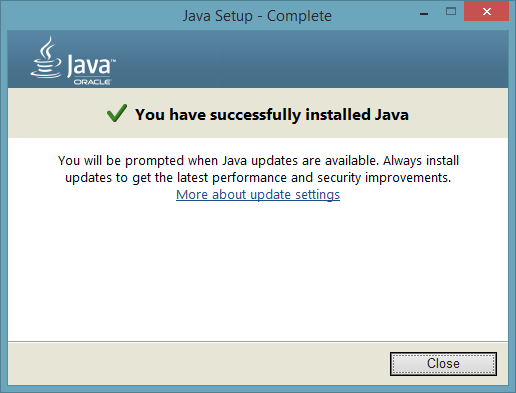 Java Setup - Complete
Java™
ORACLE
You have successfully installed Java
You will be prompted when Java updates are available. Always install
updates to get the latest performance and security improvements.
More about update settings
Close